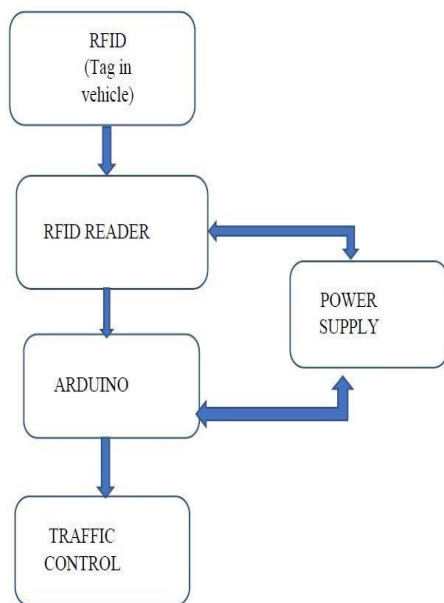 RFID
(Tag in
vehicle)
RFID READER
POWER
SUPPLY
ARDUINO
TRAFFIC
CONTROL